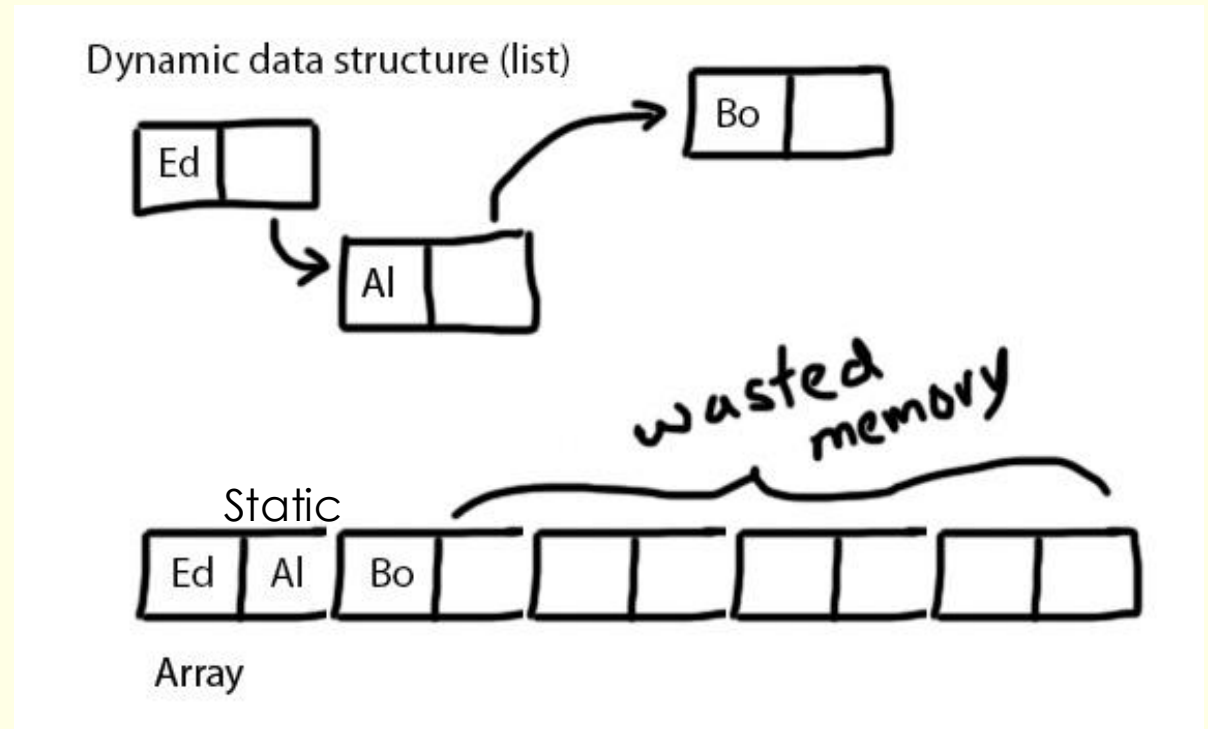 Dynamic data structure (list)
Bo
Ed
Al
wasted
memory
Static
Ed Al Bo
Array